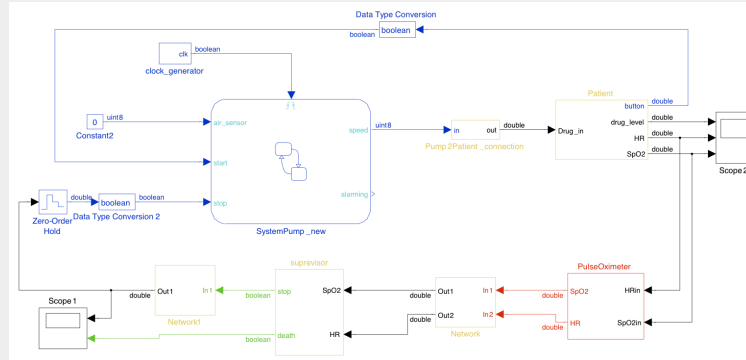 Data Type Conversion
boolean
boolean
double
clk
boolean
clock_generator
Patient
button
double
drug_level
double
HR
double
SpO2
double
Drug_in
Scope 2
0
uint8
Constant2
air_sensor
start
stop
speed
alarming
uint8
SystemPump _new
in
out
double
Pump 2Patient _connection
double
boolean
boolean
Zero-Order
Hold
Data Type Conversion 2
suprevisor
PulseOximeter
Scope 1
double
Out1
In1
Network1
boolean
stop
death
boolean
SpO2
HR
double
double
Out1
Out2
In1
In2
Network
double
double
SpO2
HR
HRin
SpO2in